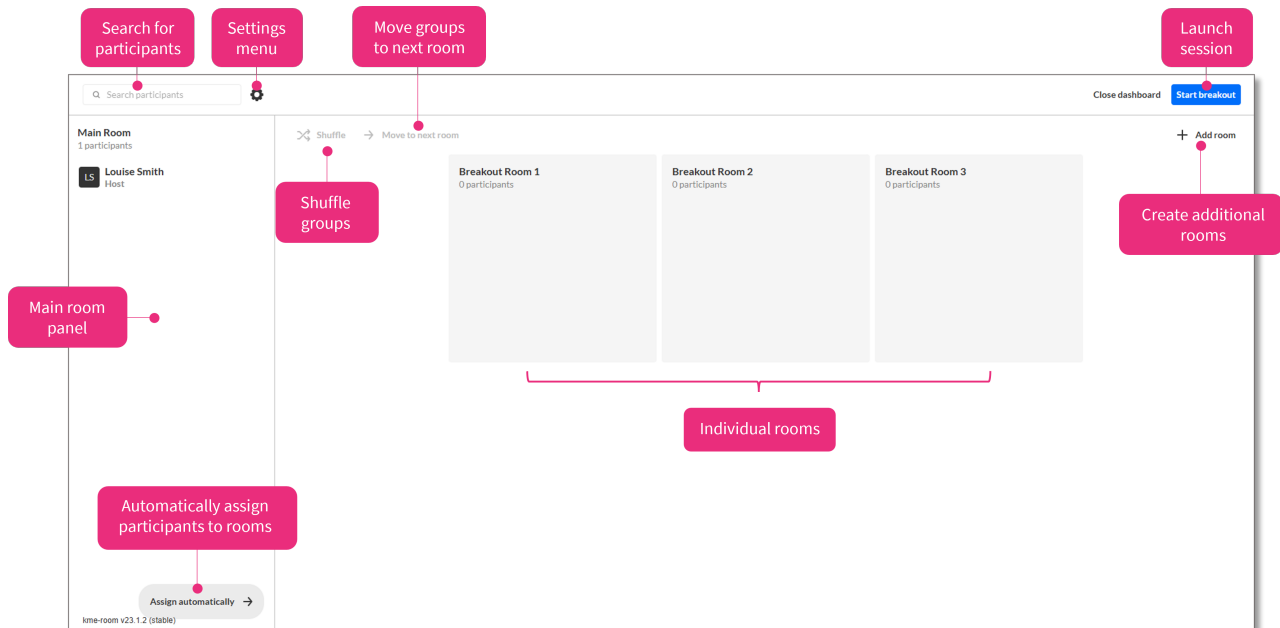 Search for
participants
Settings
menu
Move groups
to next room
Launch
session
Search participants
Close dashboard
Start breakout
Main Room
1 participants
Shuffle
Move to next room
Add room
LS
Louise Smith
Host
Breakout Room 1
0 participants
Breakout Room 2
0 participants
Breakout Room 3
0 participants
Shuffle
groups
Create additional
rooms
Main room
panel
Individual rooms
Automatically assign
participants to rooms
Assign automatically
kme-room v23.1.2 (stable)